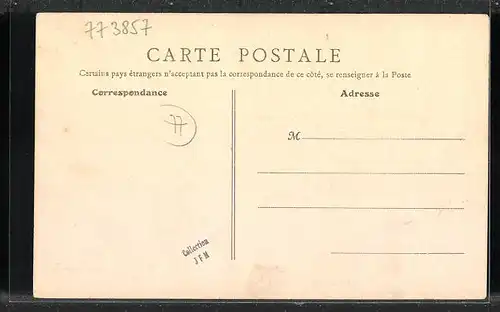 773857
CARTE POSTALE
Certains pays étrangers n'acceptant pas la correspondance de ce côté, se renseigner à la Poste
Correspondance
Adresse
77
M
Collection
J F M